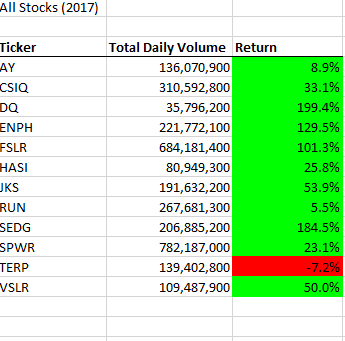 All Stocks (2017)
Ticker Total Daily Volume Return
AY 136,070,900 8.9%
CSIQ 310,592,800 33.1%
DQ 35,796,200 199.4%
ENPH 221,772,100 129.5%
FSLR 684,181,400 101.3%
HASI 80,949,300 25.8%
JKS 191,632,200 53.9%
RUN 267,681,300 5.5%
SEDG 206,885,200 184.5%
SPWR 782,187,000 23.1%
TERP 139,402,800 -7.2%
VSLR 109,487,900 50.0%